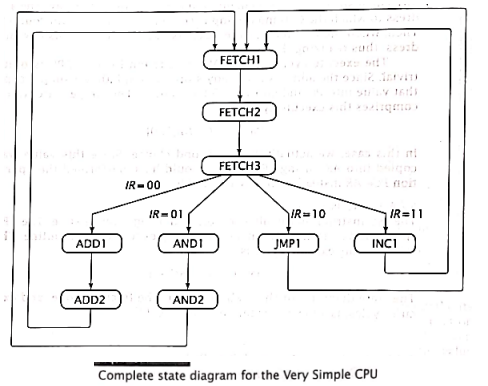 FETCH1
FETCH2
FETCH3
IR=00
IR=01
IR=10
IR=11
ADD1
AND1
JMP1
INC1
ADD2
AND2
Complete state diagram for the Very Simple CPU